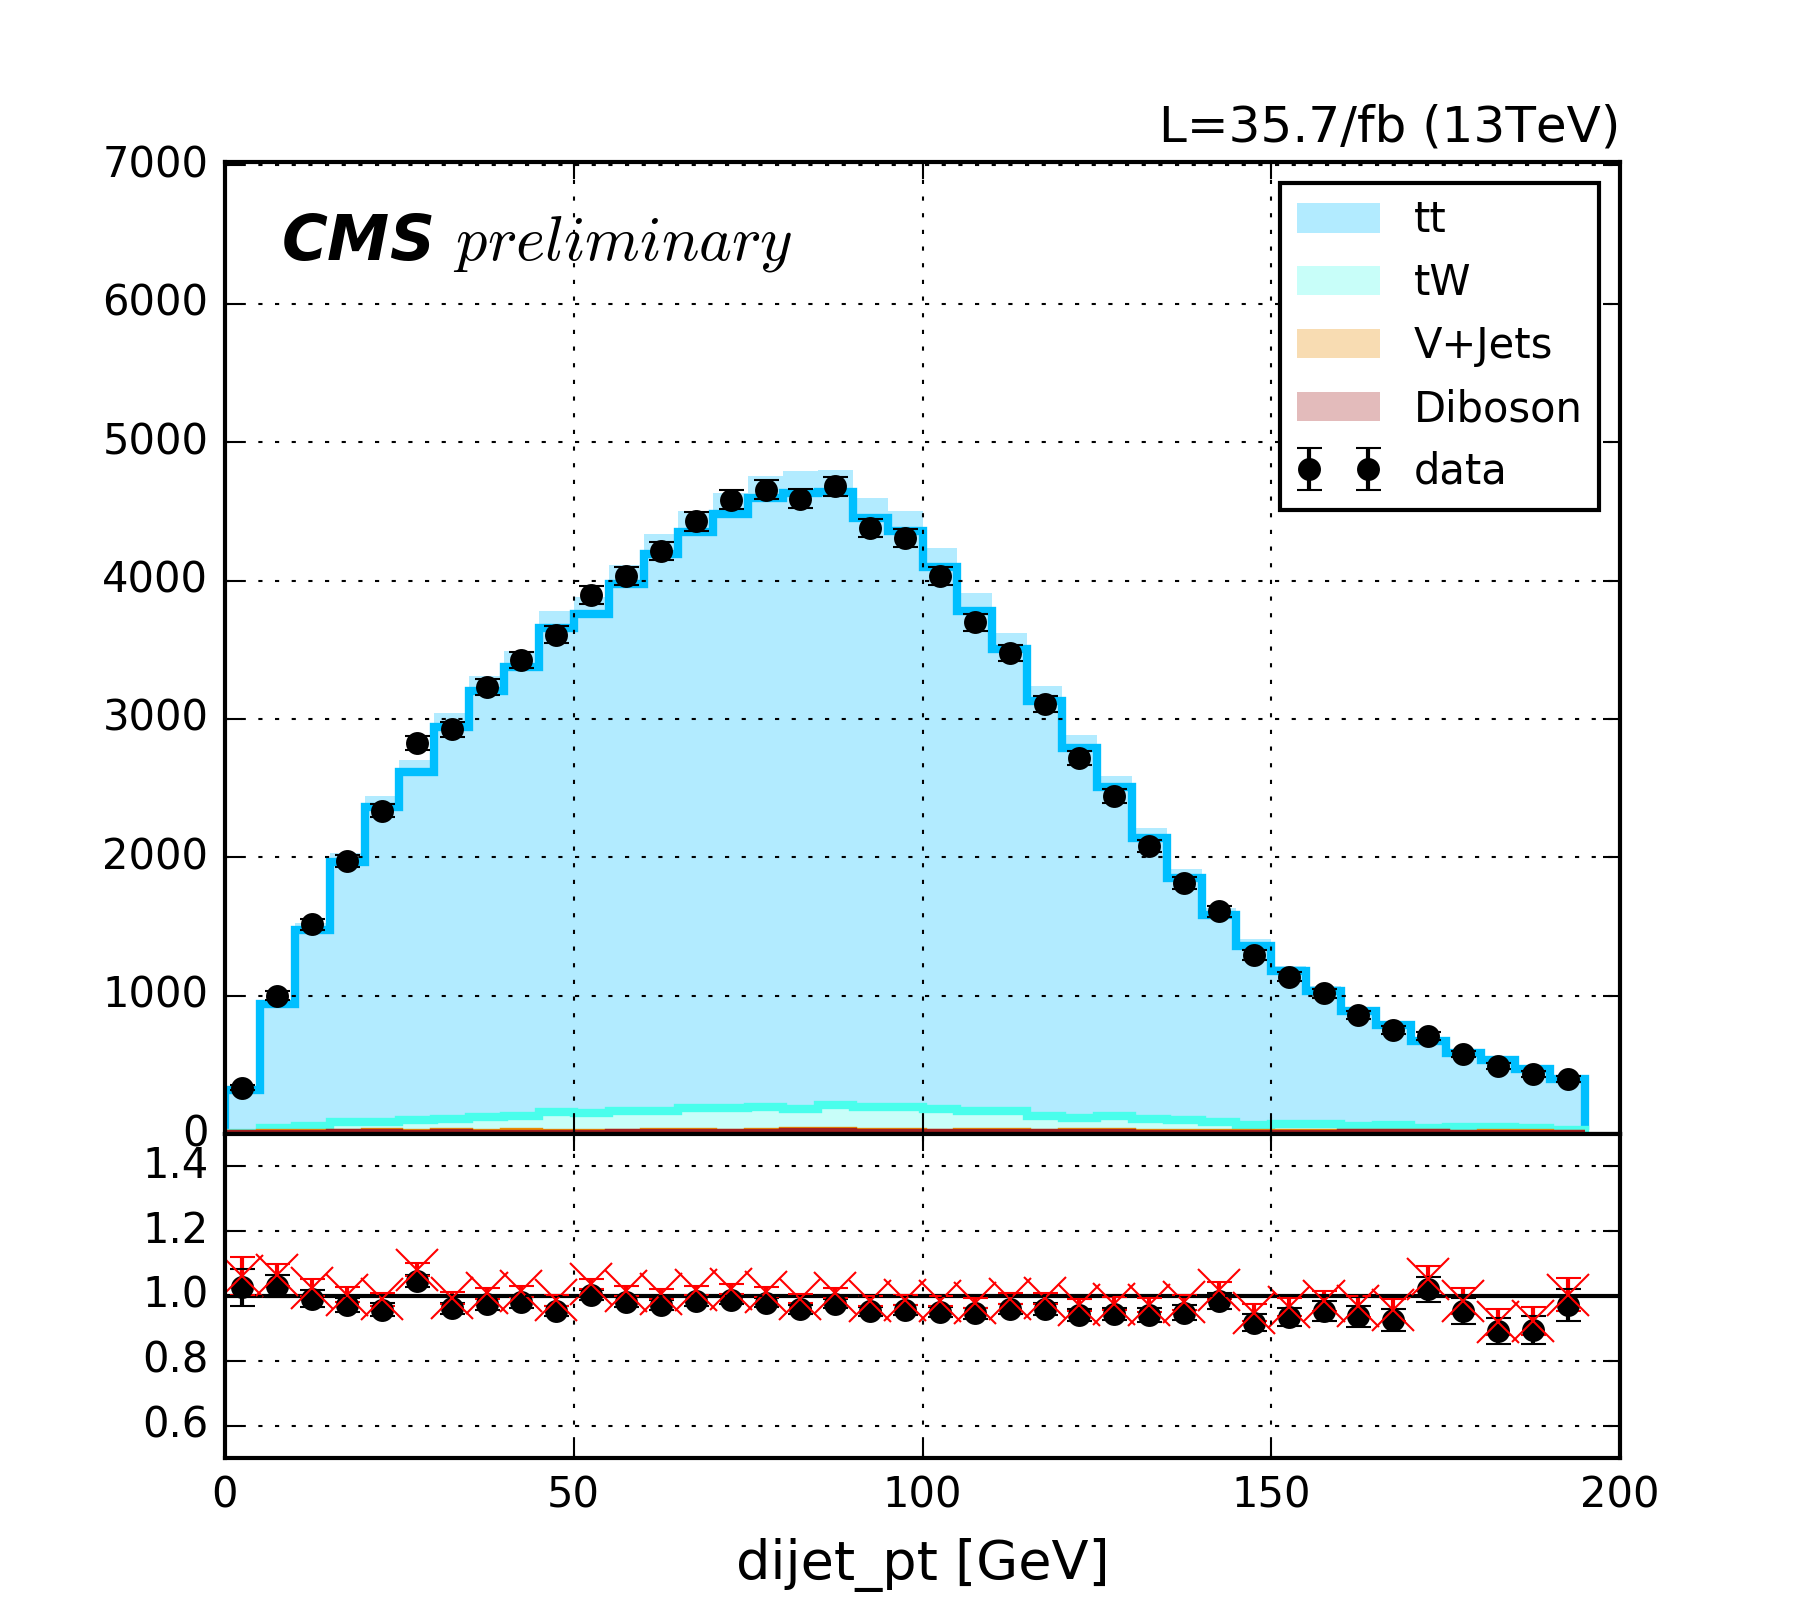 L=35.7/fb (13TeV)
7000
CMS preliminary
tt
tW
V+Jets
Diboson
data
6000
5000
4000
3000
2000
1000
0
1.4
1.2
1.0
0.8
0.6
0 50 100 150 200
dijet_pt [GeV]